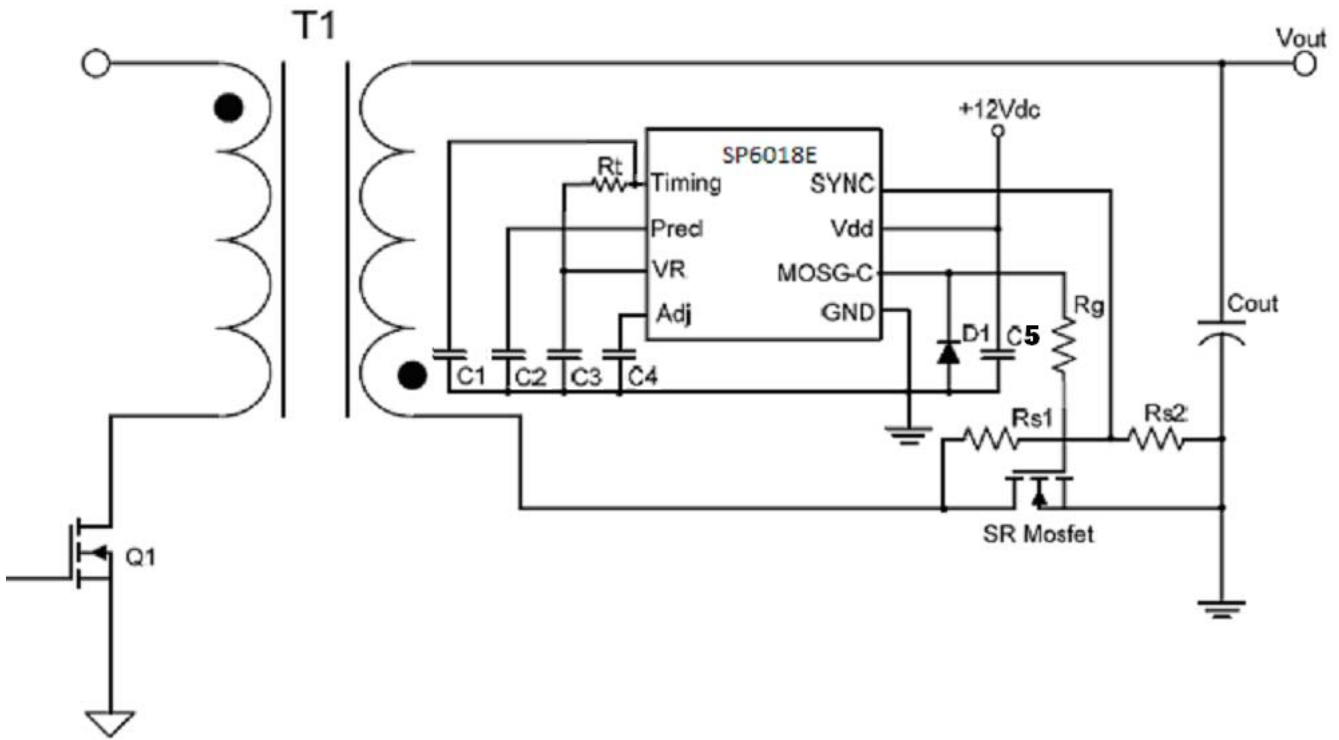 T1
Vout
+12Vdc
SP6018E
Rt
Timing
SYNC
Precl
Vdd
VR
MOSG-C
Adj
GND
Rg
Cout
D1
C5
C1
C2
C3
C4
Rs1
Rs2
SR Mosfet
Q1